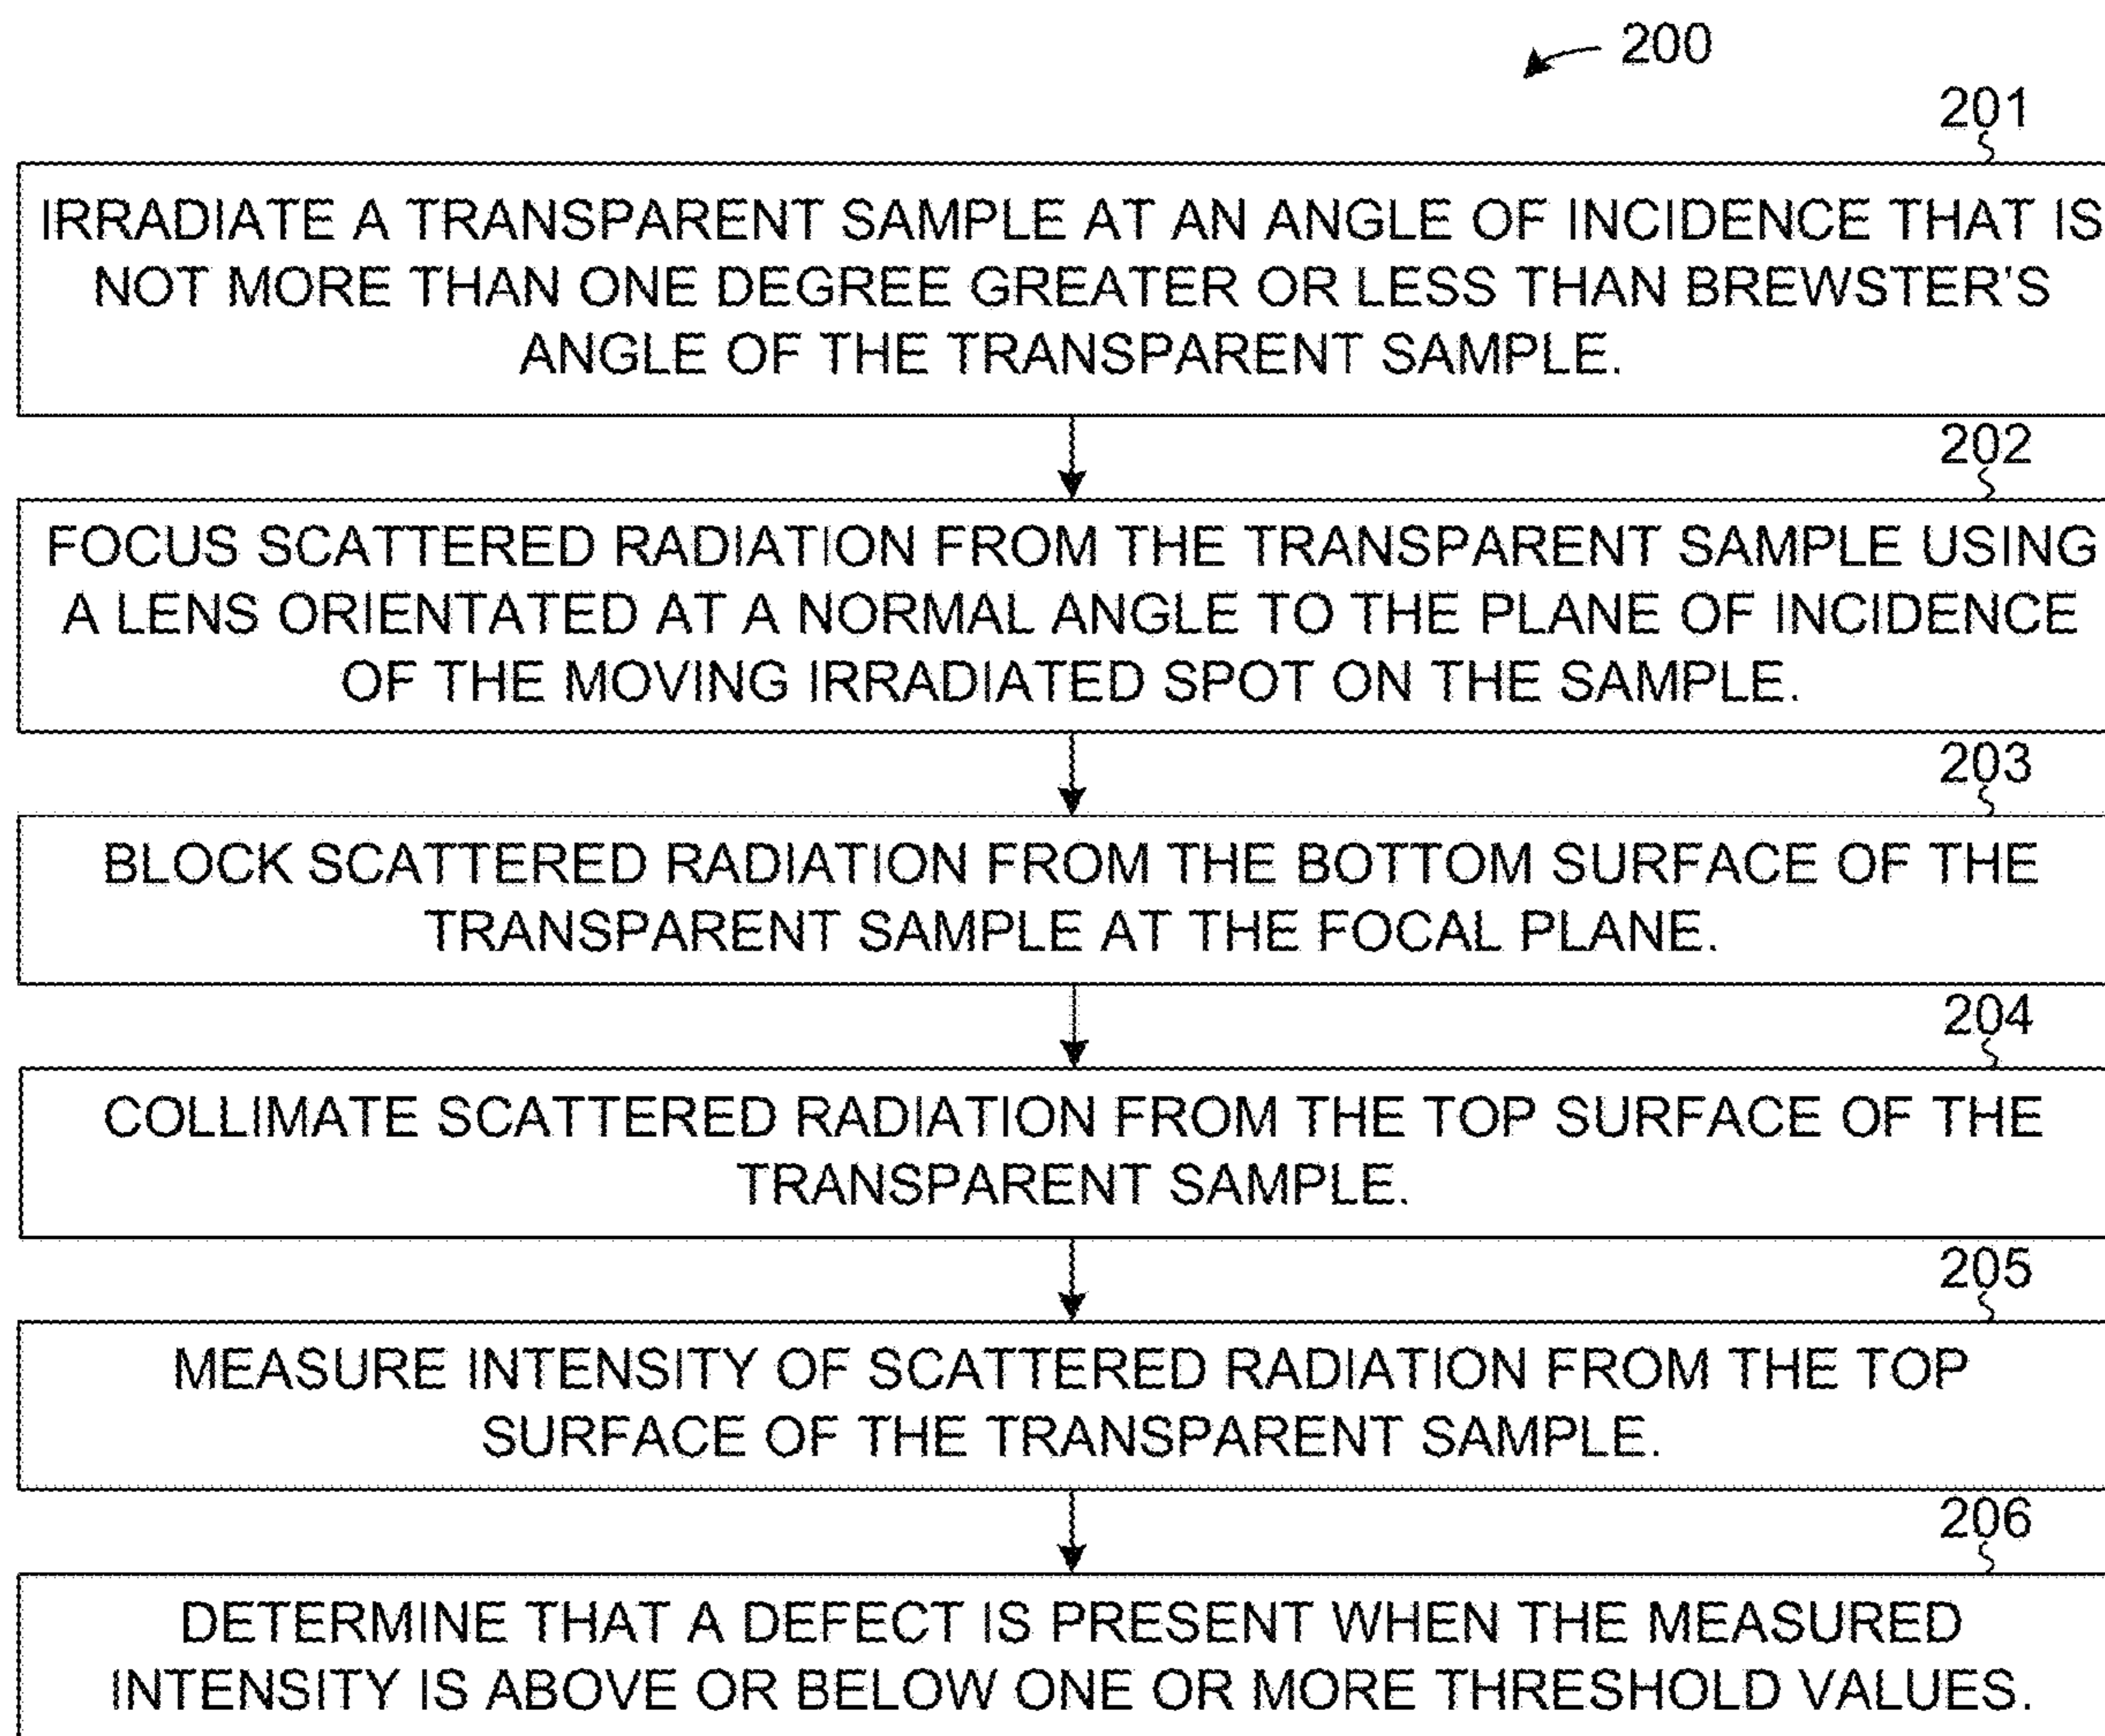 200
201
IRRADIATE A TRANSPARENT SAMPLE AT AN ANGLE OF INCIDENCE THAT IS
NOT MORE THAN ONE DEGREE GREATER OR LESS THAN BREWSTER'S
ANGLE OF THE TRANSPARENT SAMPLE.
202
FOCUS SCATTERED RADIATION FROM THE TRANSPARENT SAMPLE USING
A LENS ORIENTATED AT A NORMAL ANGLE TO THE PLANE OF INCIDENCE
OF THE MOVING IRRADIATED SPOT ON THE SAMPLE.
203
BLOCK SCATTERED RADIATION FROM THE BOTTOM SURFACE OF THE
TRANSPARENT SAMPLE AT THE FOCAL PLANE.
204
COLLIMATE SCATTERED RADIATION FROM THE TOP SURFACE OF THE
TRANSPARENT SAMPLE.
205
MEASURE INTENSITY OF SCATTERED RADIATION FROM THE TOP
SURFACE OF THE TRANSPARENT SAMPLE.
206
DETERMINE THAT A DEFECT IS PRESENT WHEN THE MEASURED
INTENSITY IS ABOVE OR BELOW ONE OR MORE THRESHOLD VALUES.